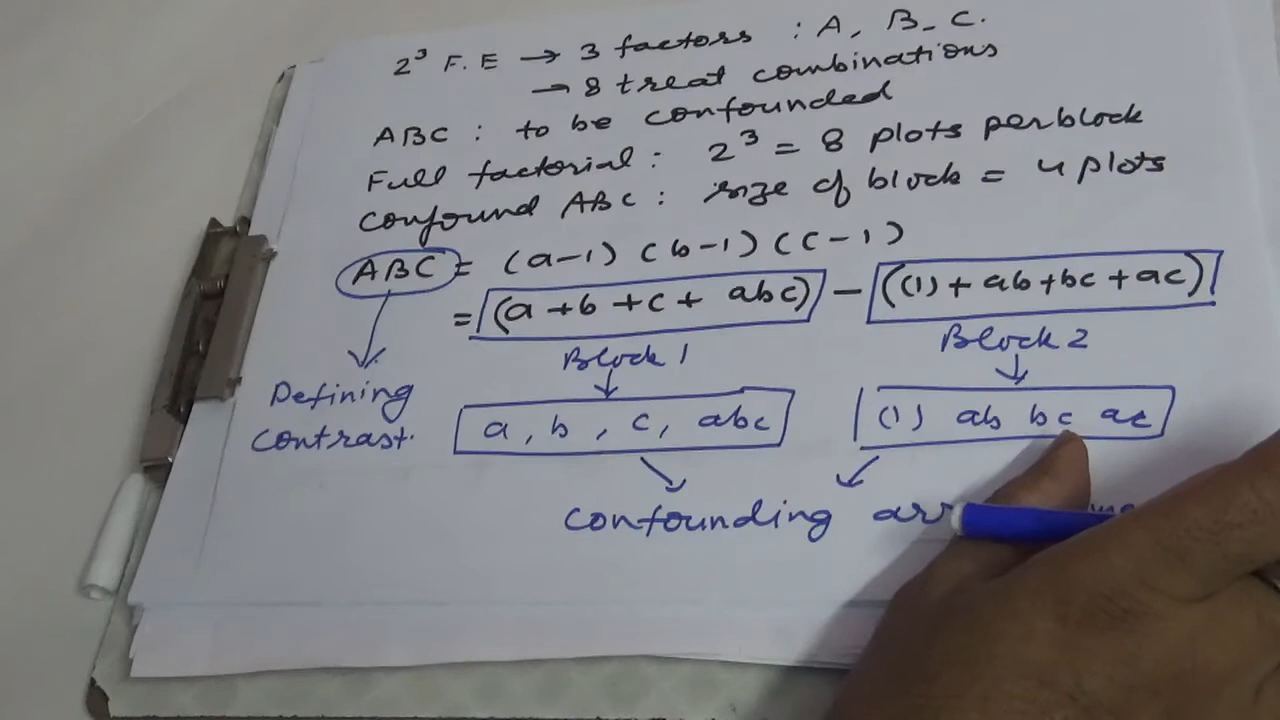 2³ F.E → 3 factors : A, B, C.
→ 8 treat combinations
ABC : to be confounded
Full factorial : 2³ = 8 plots per block
Confound ABC : size of block = 4 plots
ABC = (a-1) (b-1) (c-1)
= (a +b +c + abc) - ((1) + ab+bc+ac)
Block 1 Block 2
Defining contrast.
a, b, c, abc (1) ab bc ac
confounding